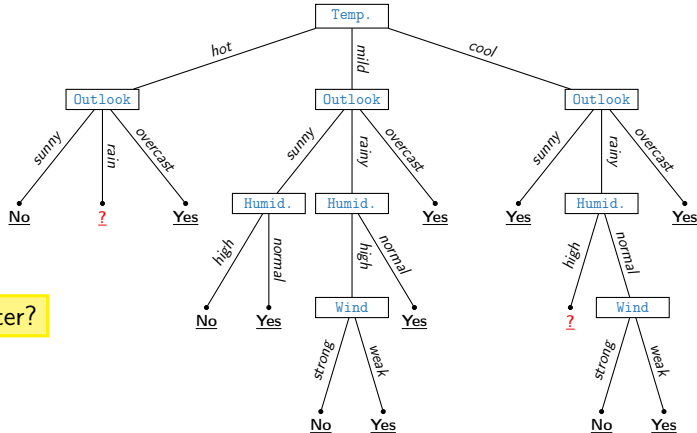 Temp.
hot
mild
cool
Outlook
Outlook
Outlook
sunny
rain
overcast
sunny
rainy
overcast
sunny
rainy
overcast
No
?
Yes
Humid.
Humid.
Yes
Yes
Humid.
Yes
high
normal
high
normal
high
normal
ter?
No
Yes
Wind
Yes
?
Wind
strong
weak
strong
weak
No
Yes
No
Yes